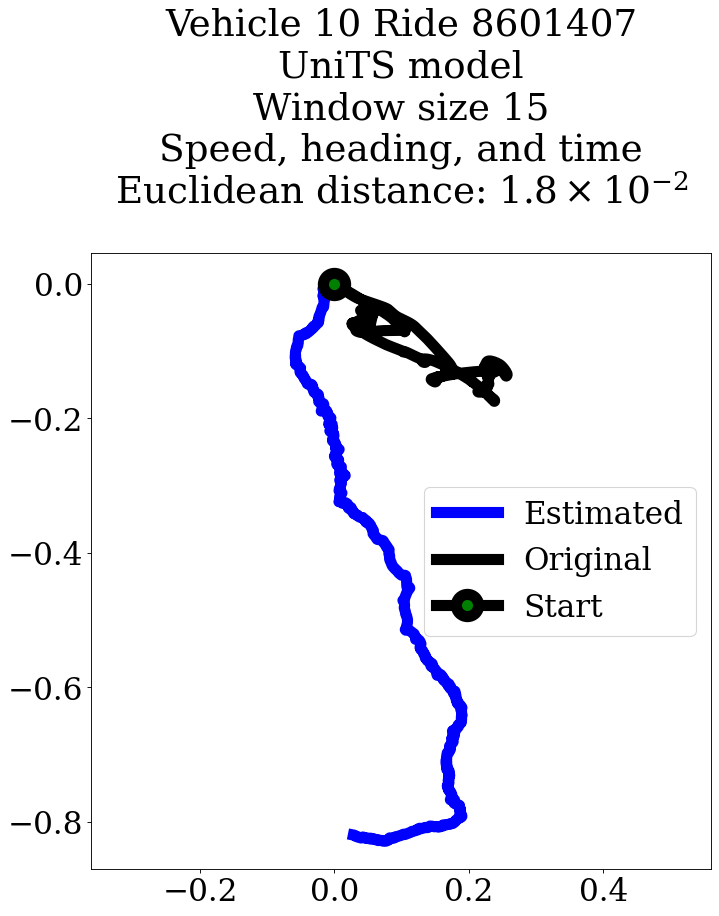 Vehicle 10 Ride 8601407
UniTS model
Window size 15
Speed, heading, and time
Euclidean distance: 1.8 × 10⁻²
0.0
−0.2
−0.4
−0.6
−0.8
Estimated
Original
Start
−0.2 0.0 0.2 0.4